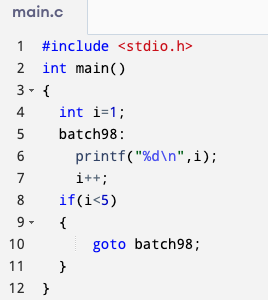 main.c
1 #include <stdio.h>
2 int main()
3 {
4 int i=1;
5 batch98:
6 printf("%d\n",i);
7 i++;
8 if(i<5)
9 {
10 goto batch98;
11 }
12 }